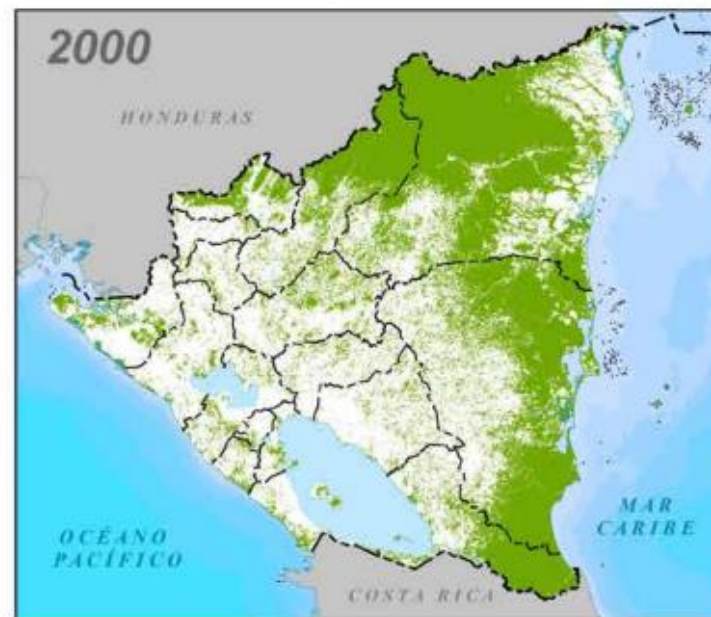 2000
HONDURAS
OCÉANO
PACÍFICO
MAR
CARIBE
COSTA RICA